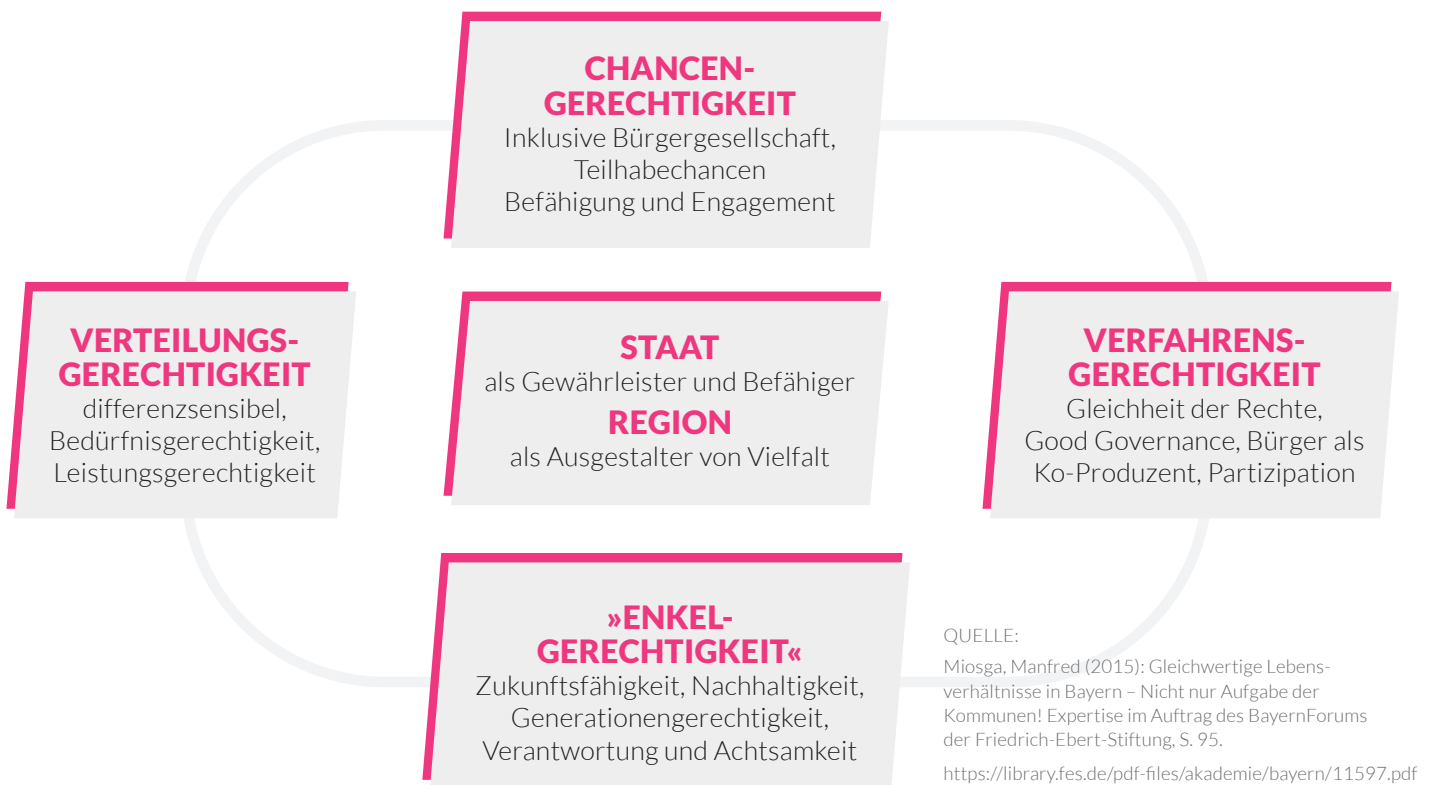 CHANCEN-
GERECHTIGKEIT
Inklusive Bürgergesellschaft,
Teilhabechancen
Befähigung und Engagement
VERTEILUNGS-
GERECHTIGKEIT
differenzsensibel,
Bedürfnisgerechtigkeit,
Leistungsgerechtigkeit
STAAT
als Gewährleister und Befähiger
REGION
als Ausgestalter von Vielfalt
VERFAHRENS-
GERECHTIGKEIT
Gleichheit der Rechte,
Good Governance, Bürger als
Ko-Produzent, Partizipation
»ENKEL-
GERECHTIGKEIT«
Zukunftsfähigkeit, Nachhaltigkeit,
Generationengerechtigkeit,
Verantwortung und Achtsamkeit
QUELLE:
Miosga, Manfred (2015): Gleichwertige Lebens-
verhältnisse in Bayern – Nicht nur Aufgabe der
Kommunen! Expertise im Auftrag des BayernForums
der Friedrich-Ebert-Stiftung, S. 95.
https://library.fes.de/pdf-files/akademie/bayern/11597.pdf